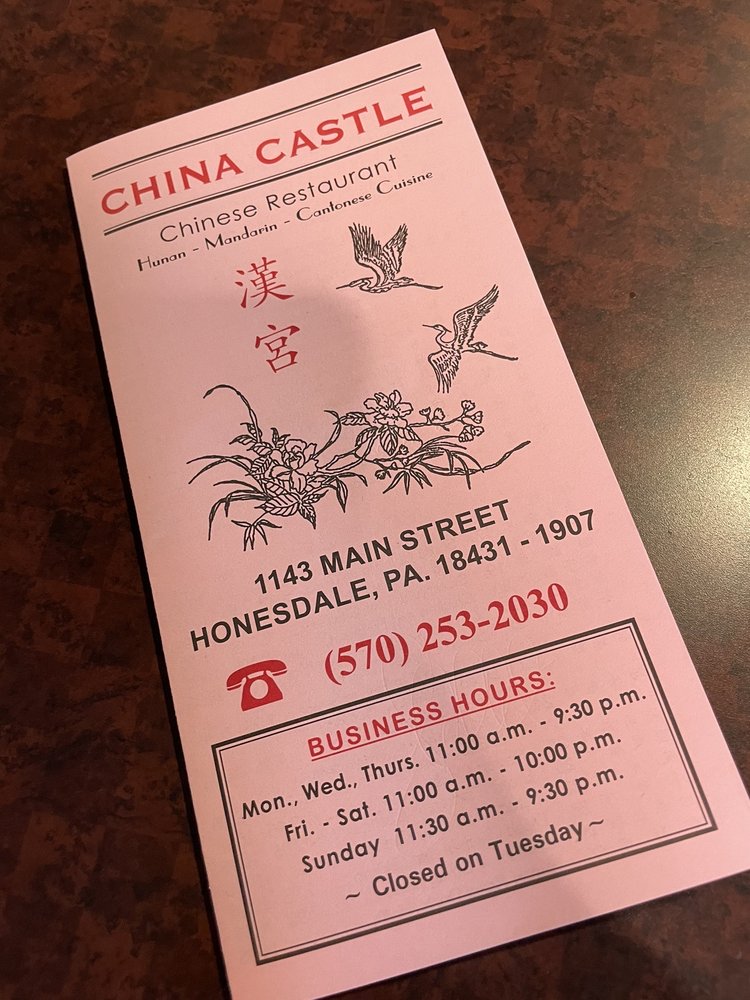 CHINA CASTLE
Chinese Restaurant
Hunan - Mandarin - Cantonese Cuisine
漢
宮
1143 MAIN STREET
HONESDALE, PA. 18431 - 1907
(570) 253-2030
BUSINESS HOURS:
Mon., Wed., Thurs. 11:00 a.m. - 9:30 p.m.
Fri. - Sat. 11:00 a.m. - 10:00 p.m.
Sunday 11:30 a.m. - 9:30 p.m.
~ Closed on Tuesday ~